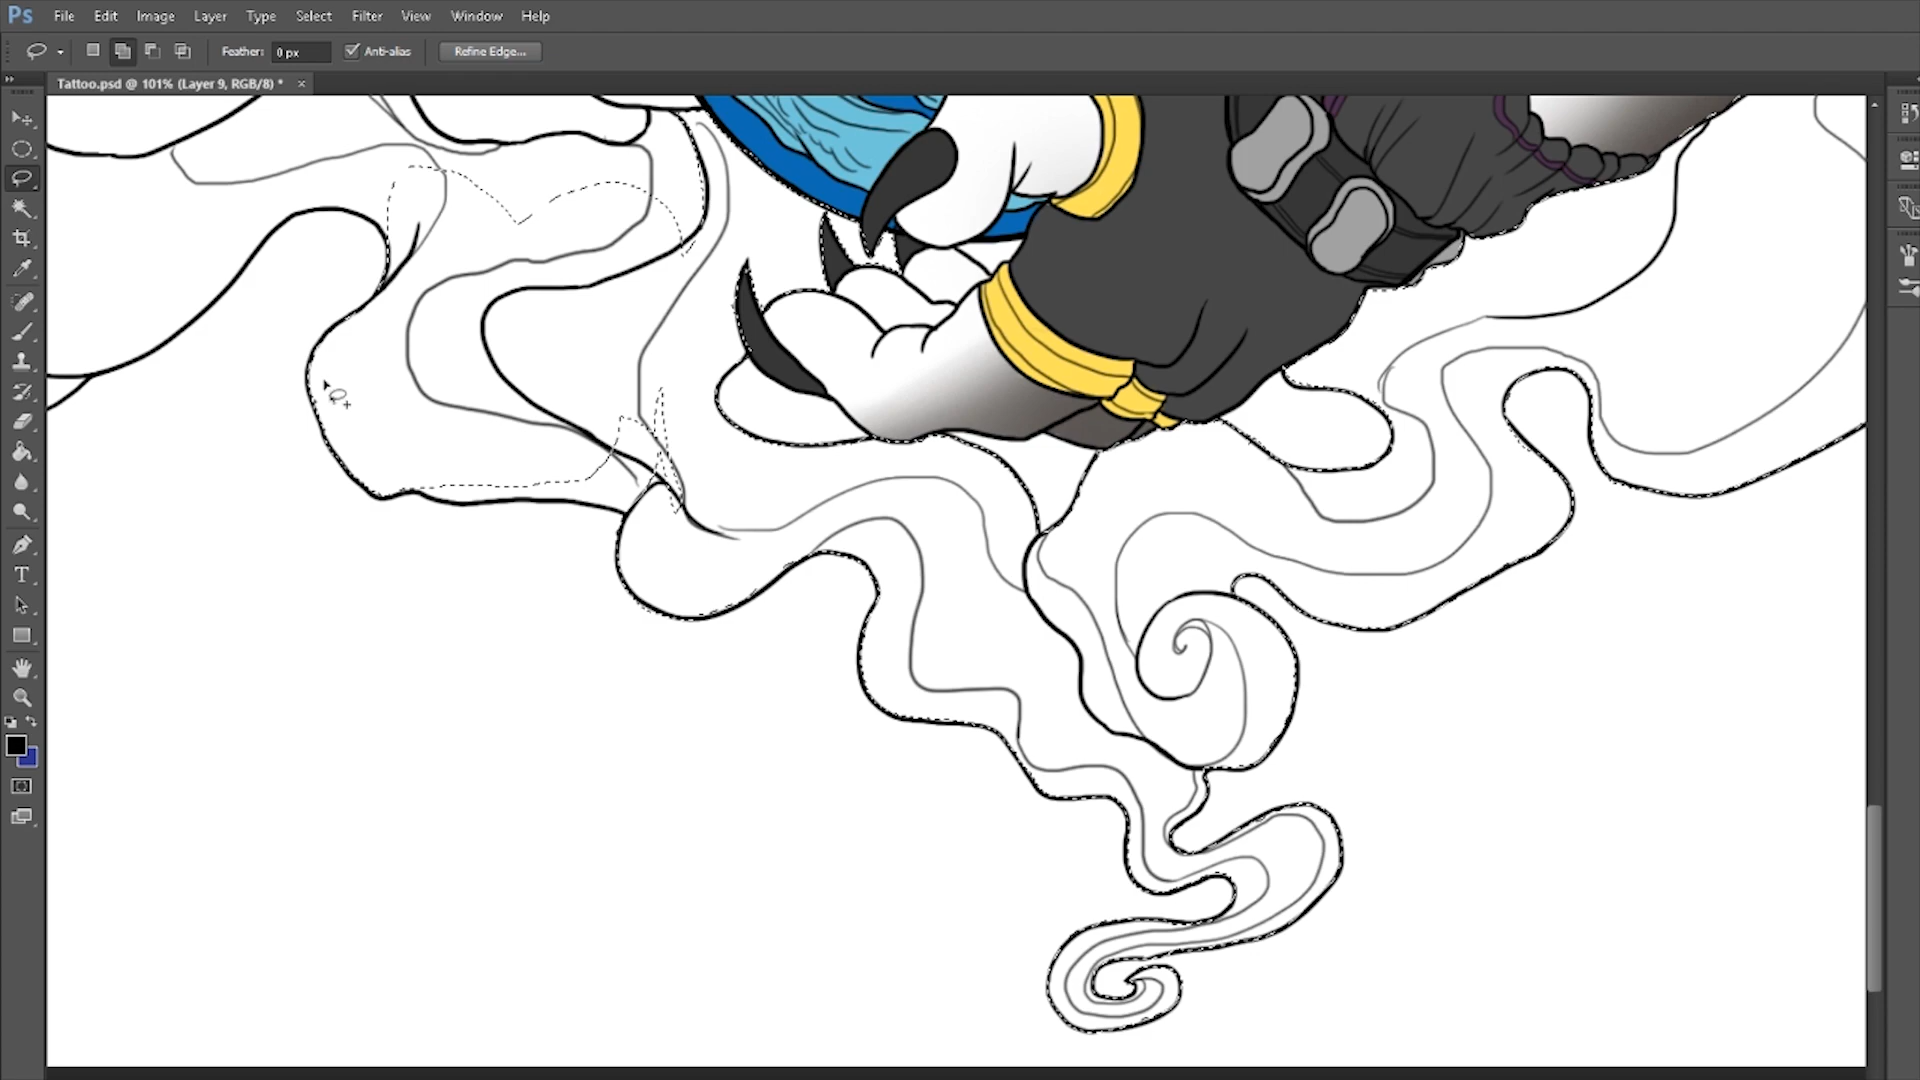 Ps File Edit Image Layer Type Select Filter View Window Help
Feather: 0 px Anti-alias Refine Edge...
Tattoo.psd @ 101% (Layer 9, RGB/8) * ×
T